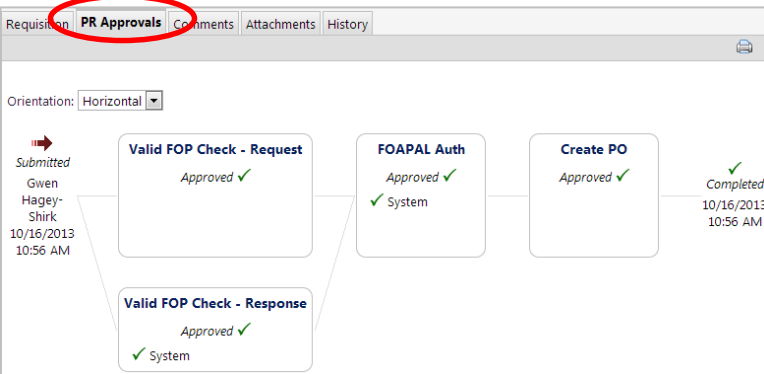 Requisition PR Approvals Comments Attachments History
Orientation: Horizontal
Submitted
Gwen
Hagey-
Shirk
10/16/2013
10:56 AM
Valid FOP Check - Request
Approved
Valid FOP Check - Response
Approved
System
FOAPAL Auth
Approved
System
Create PO
Approved
Completed
10/16/2013
10:56 AM